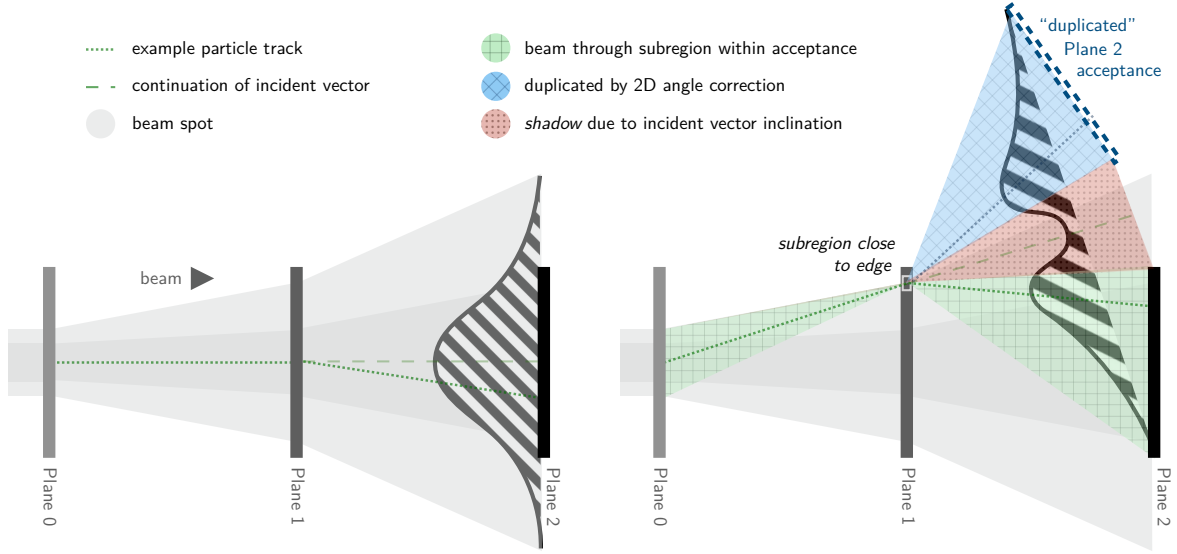 example particle track
continuation of incident vector
beam spot
beam through subregion within acceptance
duplicated by 2D angle correction
shadow due to incident vector inclination
“duplicated”
Plane 2
acceptance
beam
Plane 0
Plane 1
Plane 2
subregion close
to edge
Plane 0
Plane 1
Plane 2